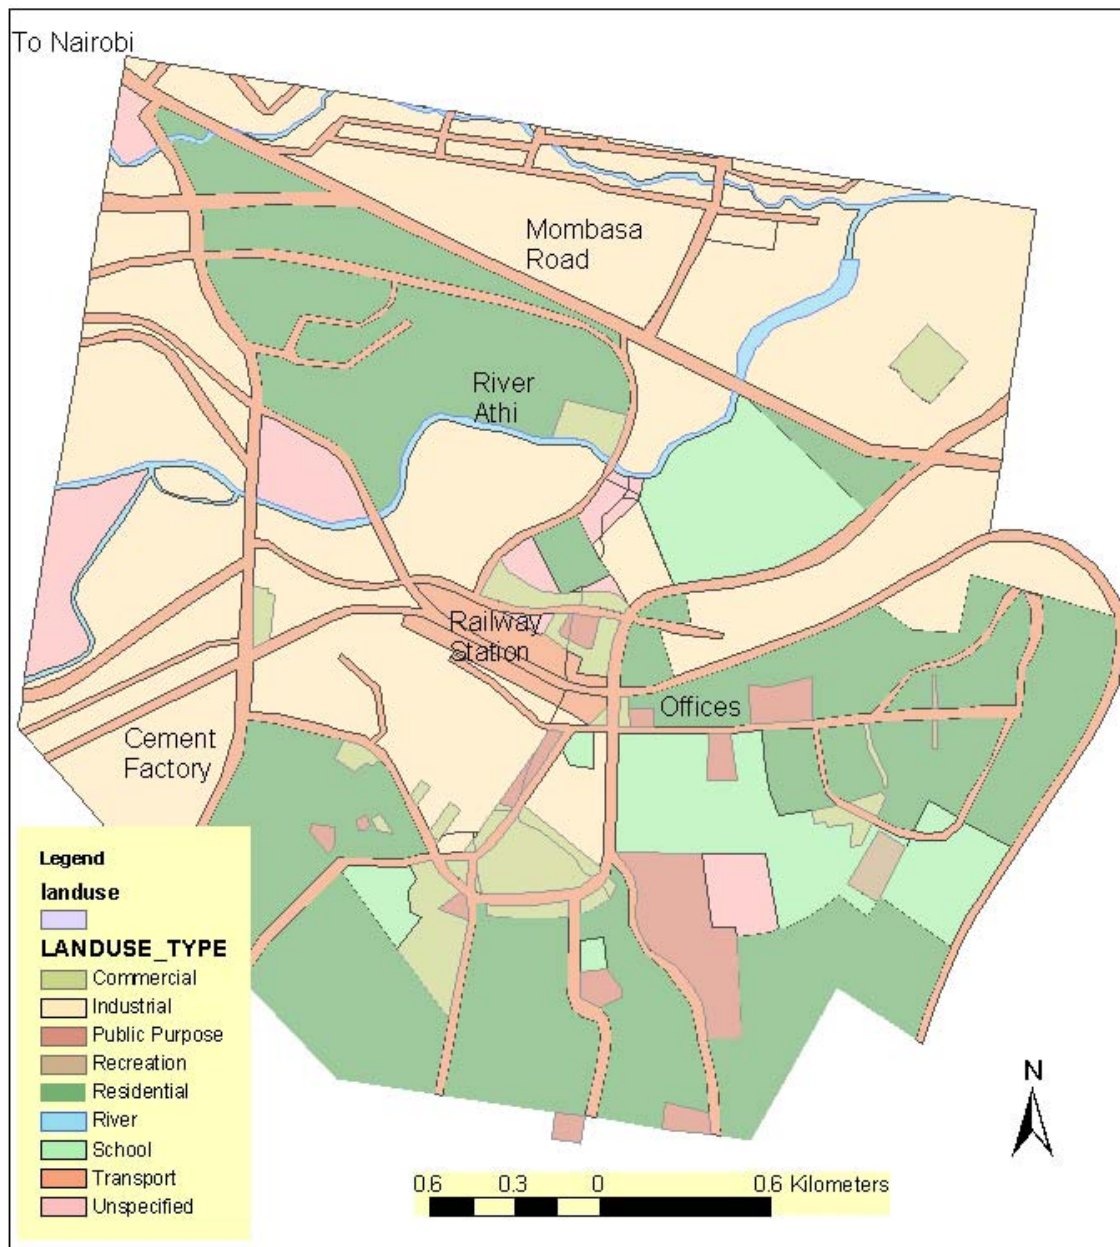 To Nairobi
Mombasa
Road
River
Athi
Railway
Station
Offices
Cement
Factory
Legend
landuse
LANDUSE_TYPE
Commercial
Industrial
Public Purpose
Recreation
Residential
River
School
Transport
Unspecified
N
0.6 0.3 0 0.6 Kilometers